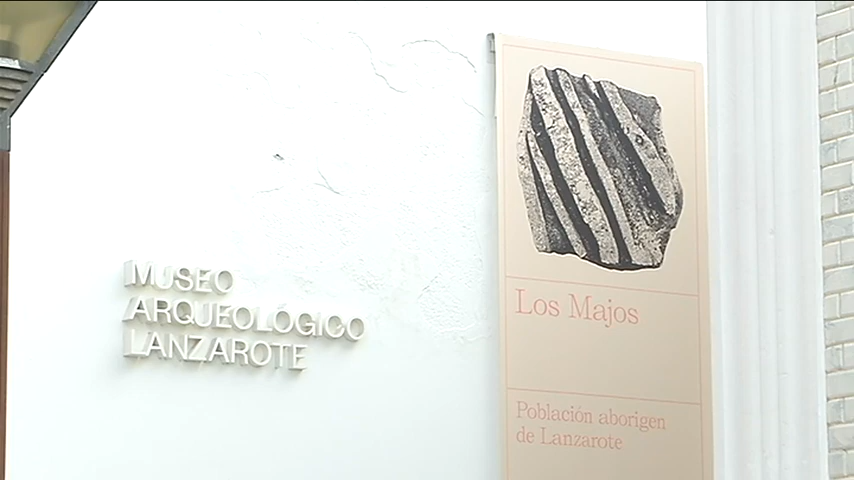 MUSEO
ARQUEOLÓGICO
LANZAROTE
Los Majos
Población aborigen
de Lanzarote